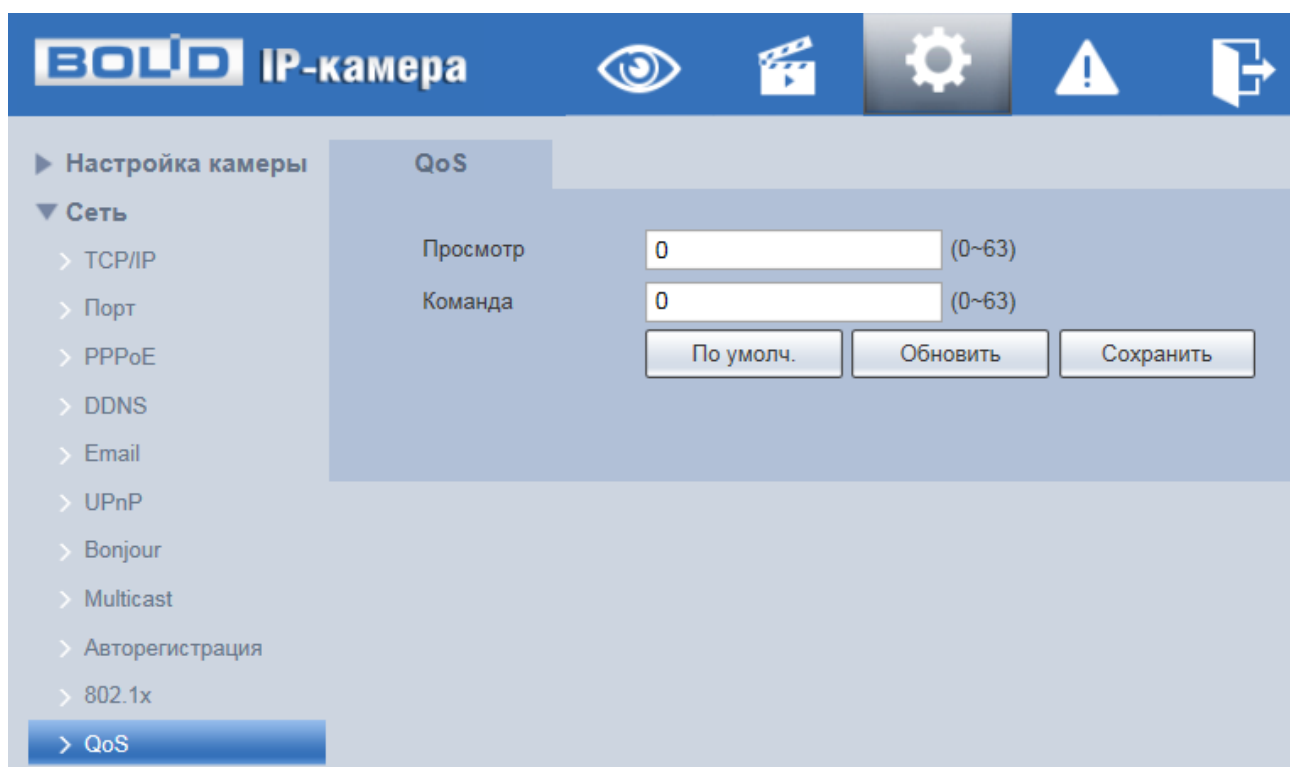 BOLID IP-камера
Настройка камеры
QoS
Сеть
TCP/IP
Просмотр 0 (0~63)
Порт
Команда 0 (0~63)
PPPoE
По умолч. Обновить Сохранить
DDNS
Email
UPnP
Bonjour
Multicast
Авторегистрация
802.1x
QoS